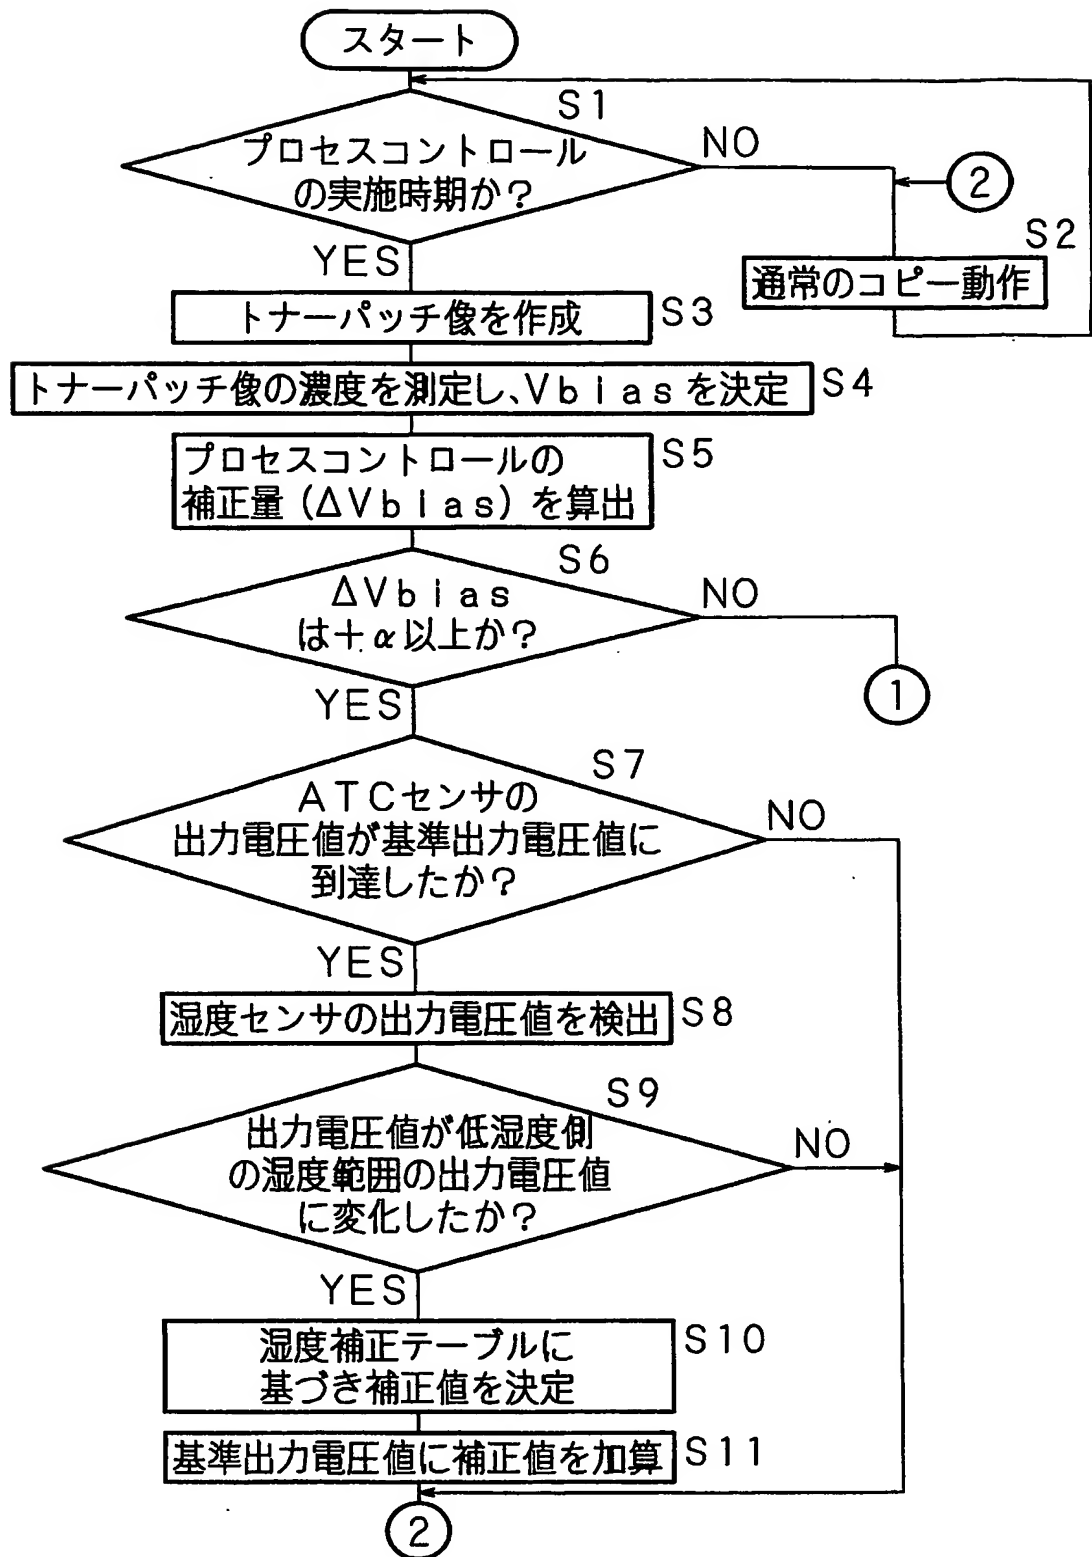 スタート
S1
プロセスコントロール
の実施時期か?
NO
②
YES
S2
通常のコピー動作
トナーパッチ像を作成
S3
トナーパッチ像の濃度を測定し、Vbiasを決定
S4
プロセスコントロールの
補正量(ΔVbias)を算出
S5
S6
ΔVbias
は+α以上か?
NO
①
YES
S7
ATCセンサの
出力電圧値が基準出力電圧値に
到達したか?
NO
YES
湿度センサの出力電圧値を検出
S8
S9
出力電圧値が低湿度側
の湿度範囲の出力電圧値
に変化したか?
NO
YES
湿度補正テーブルに
基づき補正値を決定
S10
基準出力電圧値に補正値を加算
S11
②